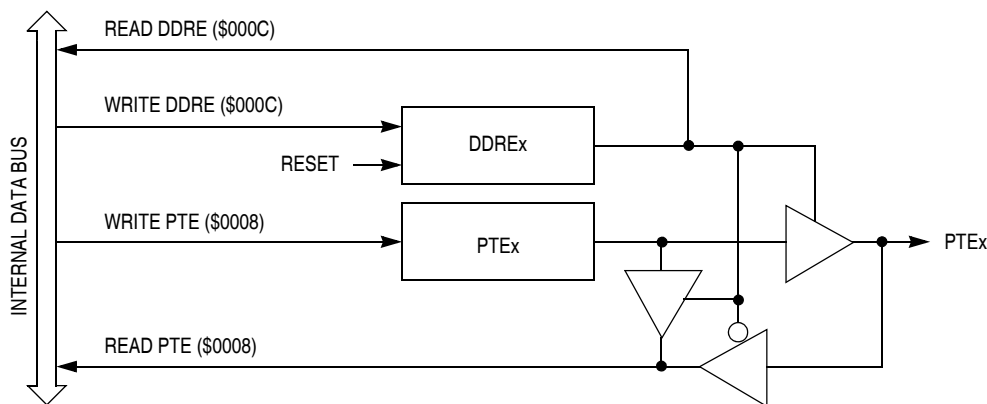 READ DDRE ($000C)
WRITE DDRE ($000C)
DDREx
RESET
WRITE PTE ($0008)
PTEx
PTEx
READ PTE ($0008)
INTERNAL DATA BUS